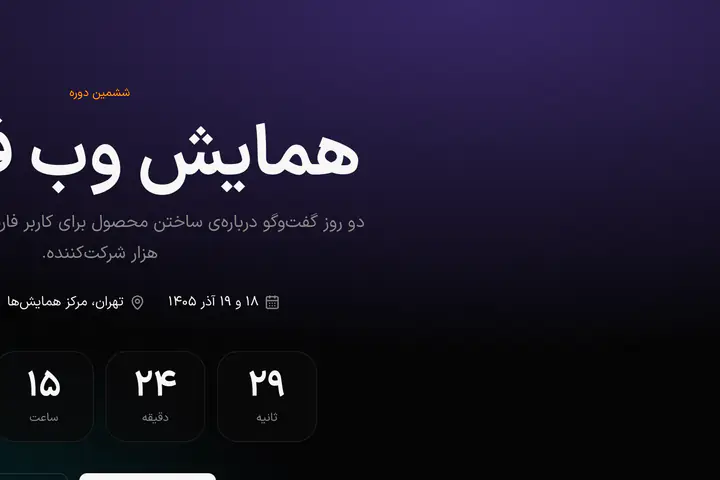 ششمین دوره
همایش وب
دو روز گفت‌وگو درباره‌ی ساختن محصول برای کاربر
هزار شرکت‌کننده.
۱۸ و ۱۹ آذر ۱۴۰۵
تهران، مرکز همایش‌ها
۲۹
ثانیه
۲۴
دقیقه
۱۵
ساعت